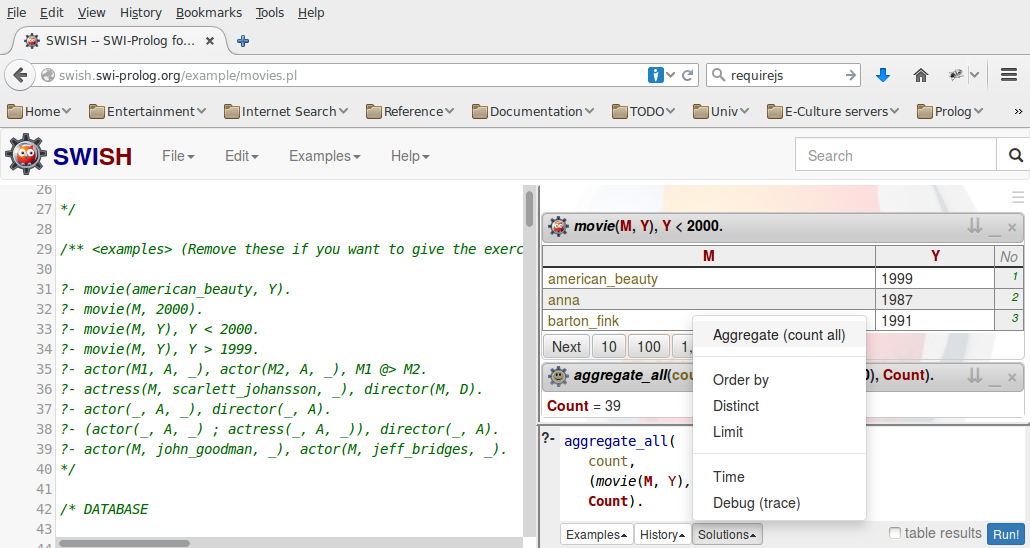 File Edit View History Bookmarks Tools Help
SWISH -- SWI-Prolog fo...
swish.swi-prolog.org/example/movies.pl
requirejs
Home Entertainment Internet Search Reference Documentation TODO Univ E-Culture servers Prolog »
SWISH File Edit Examples Help Search
26
27 */
28
29 /** <examples> (Remove these if you want to give the exerc
30
31 ?- movie(american_beauty, Y).
32 ?- movie(M, 2000).
33 ?- movie(M, Y), Y < 2000.
34 ?- movie(M, Y), Y > 1999.
35 ?- actor(M1, A, _), actor(M2, A, _), M1 @> M2.
36 ?- actress(M, scarlett_johansson, _), director(M, D).
37 ?- actor(_, A, _), director(_, A).
38 ?- (actor(_, A, _) ; actress(_, A, _)), director(_, A).
39 ?- actor(M, john_goodman, _), actor(M, jeff_bridges, _).
40 */
41
42 /* DATABASE
43
44
movie(M, Y), Y < 2000.
M Y No
american_beauty 1999 1
anna 1987 2
barton_fink 1991 3
Next 10 100 1,
aggregate_all(cou 0), Count).
Count = 39
Aggregate (count all)
Order by
Distinct
Limit
Time
Debug (trace)
?- aggregate_all(
count,
(movie(M, Y),
Count).
Examples History Solutions table results Run!